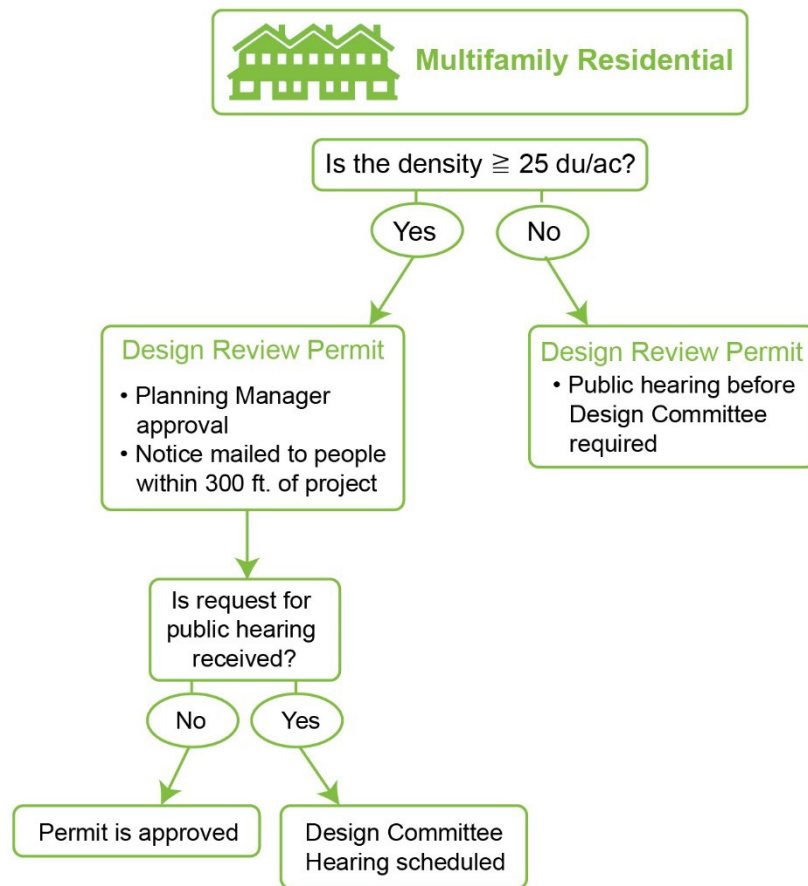 Multifamily Residential
Is the density ≧ 25 du/ac?
Yes
No
Design Review Permit
• Planning Manager
approval
• Notice mailed to people
within 300 ft. of project
Design Review Permit
• Public hearing before
Design Committee
required
Is request for
public hearing
received?
No
Yes
Permit is approved
Design Committee
Hearing scheduled